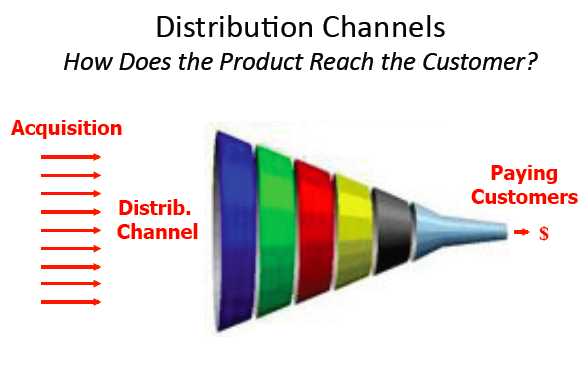 Distribution Channels
How Does the Product Reach the Customer?
Acquisition
Distrib.
Channel
Paying
Customers
$